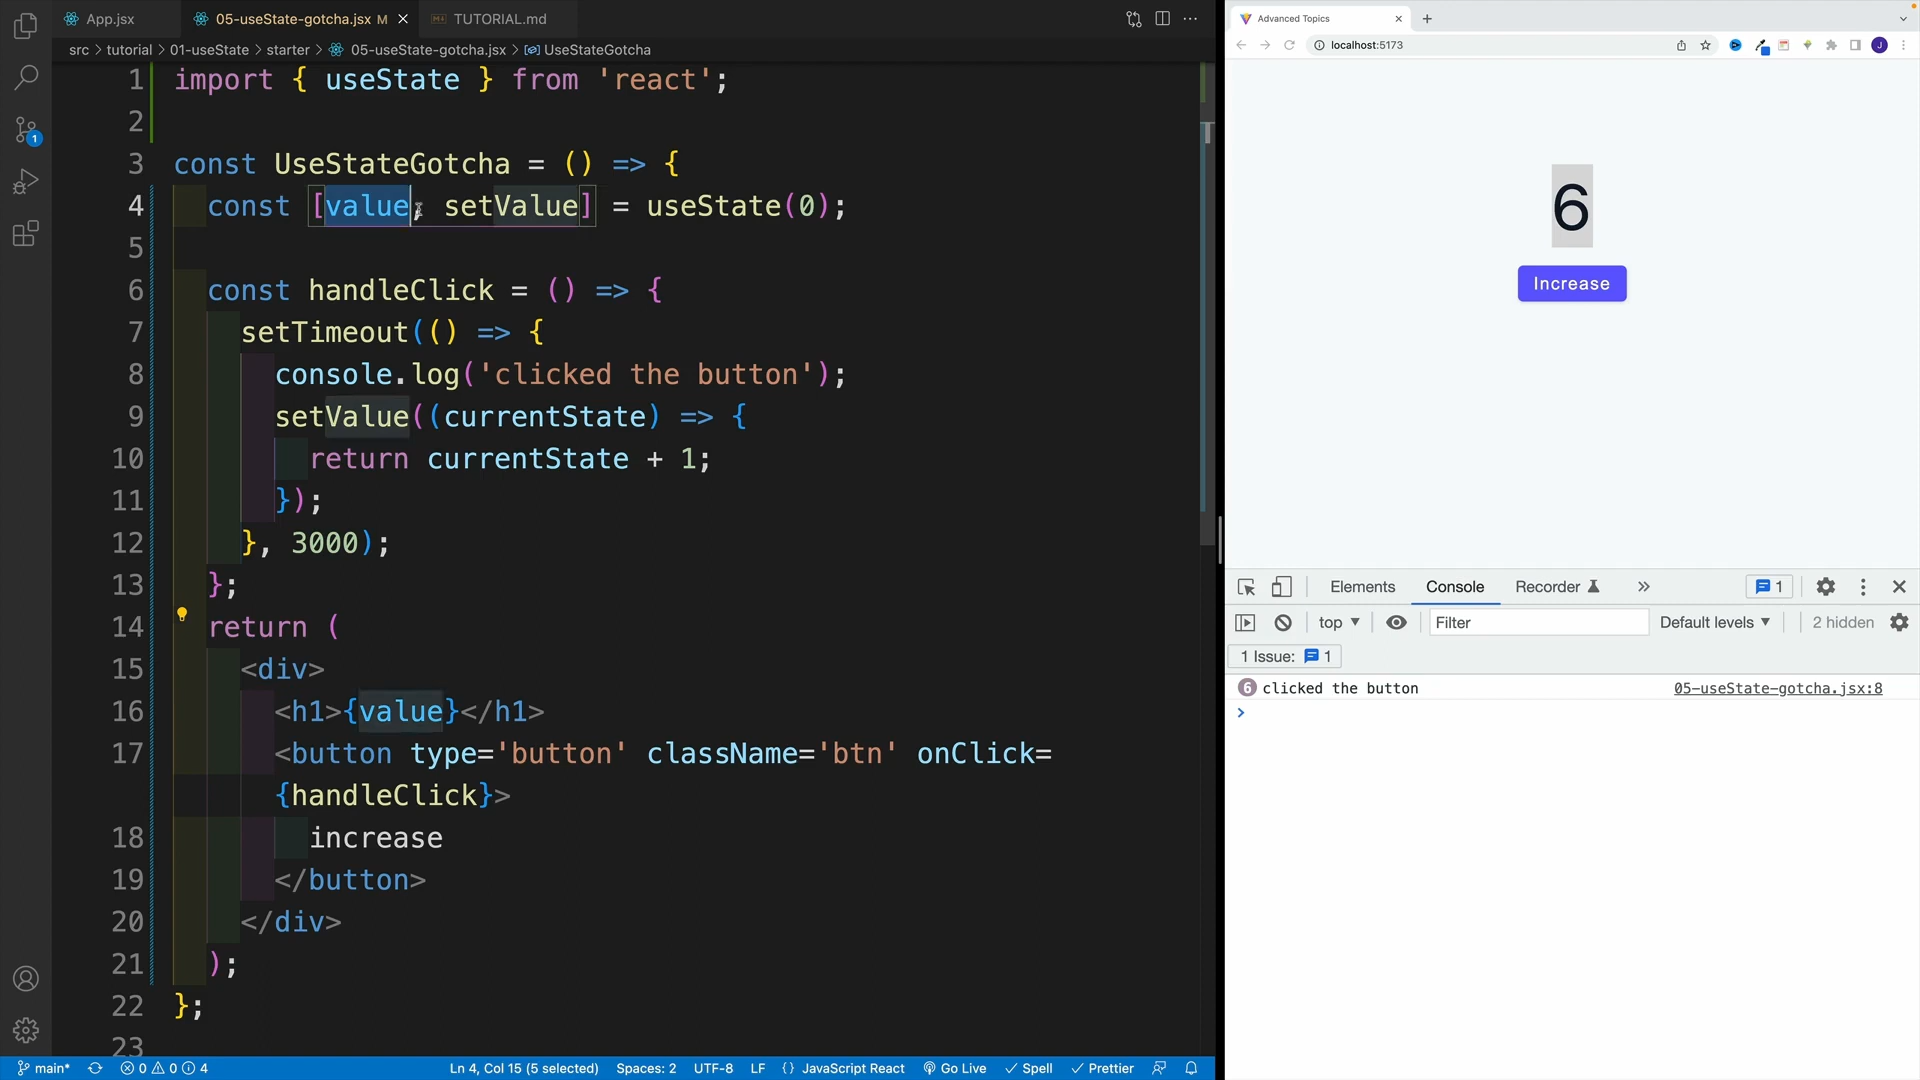 App.jsx
05-useState-gotcha.jsx M
TUTORIAL.md
src > tutorial > 01-useState > starter > 05-useState-gotcha.jsx > UseStateGotcha
1 import { useState } from 'react';
2
3 const UseStateGotcha = () => {
4 const [value, setValue] = useState(0);
5
6 const handleClick = () => {
7 setTimeout(() => {
8 console.log('clicked the button');
9 setValue((currentState) => {
10 return currentState + 1;
11 });
12 }, 3000);
13 };
14 return (
15 <div>
16 <h1>{value}</h1>
17 <button type='button' className='btn' onClick=
{handleClick}>
18 increase
19 </button>
20 </div>
21 );
22 };
23
1
main* 0 0 4 Ln 4, Col 15 (5 selected) Spaces: 2 UTF-8 LF {} JavaScript React Go Live Spell Prettier
Advanced Topics
localhost:5173
J
6
Increase
Elements Console Recorder 1
top Filter Default levels 2 hidden
1 Issue: 1
6 clicked the button 05-useState-gotcha.jsx:8